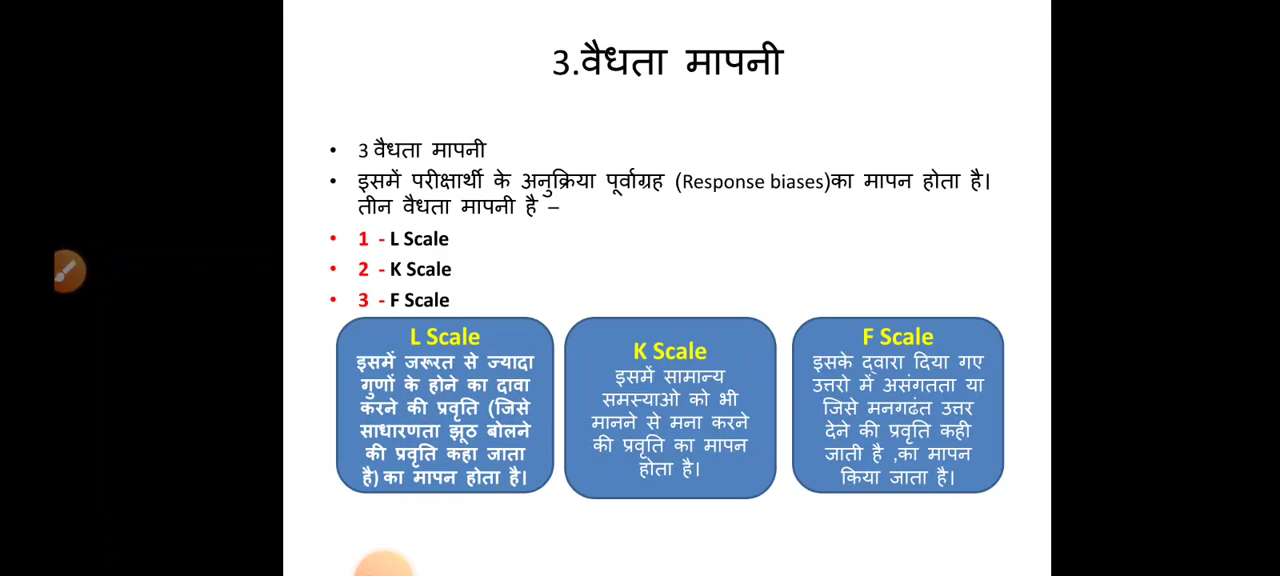 3.वैधता मापनी
• 3 वैधता मापनी
• इसमें परीक्षार्थी के अनुक्रिया पूर्वाग्रह (Response biases)का मापन होता है।
तीन वैधता मापनी है –
• 1 - L Scale
• 2 - K Scale
• 3 - F Scale
L Scale
इसमें जरूरत से ज्यादा
गुणों के होने का दावा
करने की प्रवृति (जिसे
साधारणता झूठ बोलने
की प्रवृति कहा जाता
है) का मापन होता है।
K Scale
इसमें सामान्य
समस्याओ को भी
मानने से मना करने
की प्रवृति का मापन
होता है।
F Scale
इसके द्वारा दिया गए
उत्तरो में असंगतता या
जिसे मनगढंत उत्तर
देने की प्रवृति कही
जाती है ,का मापन
किया जाता है।